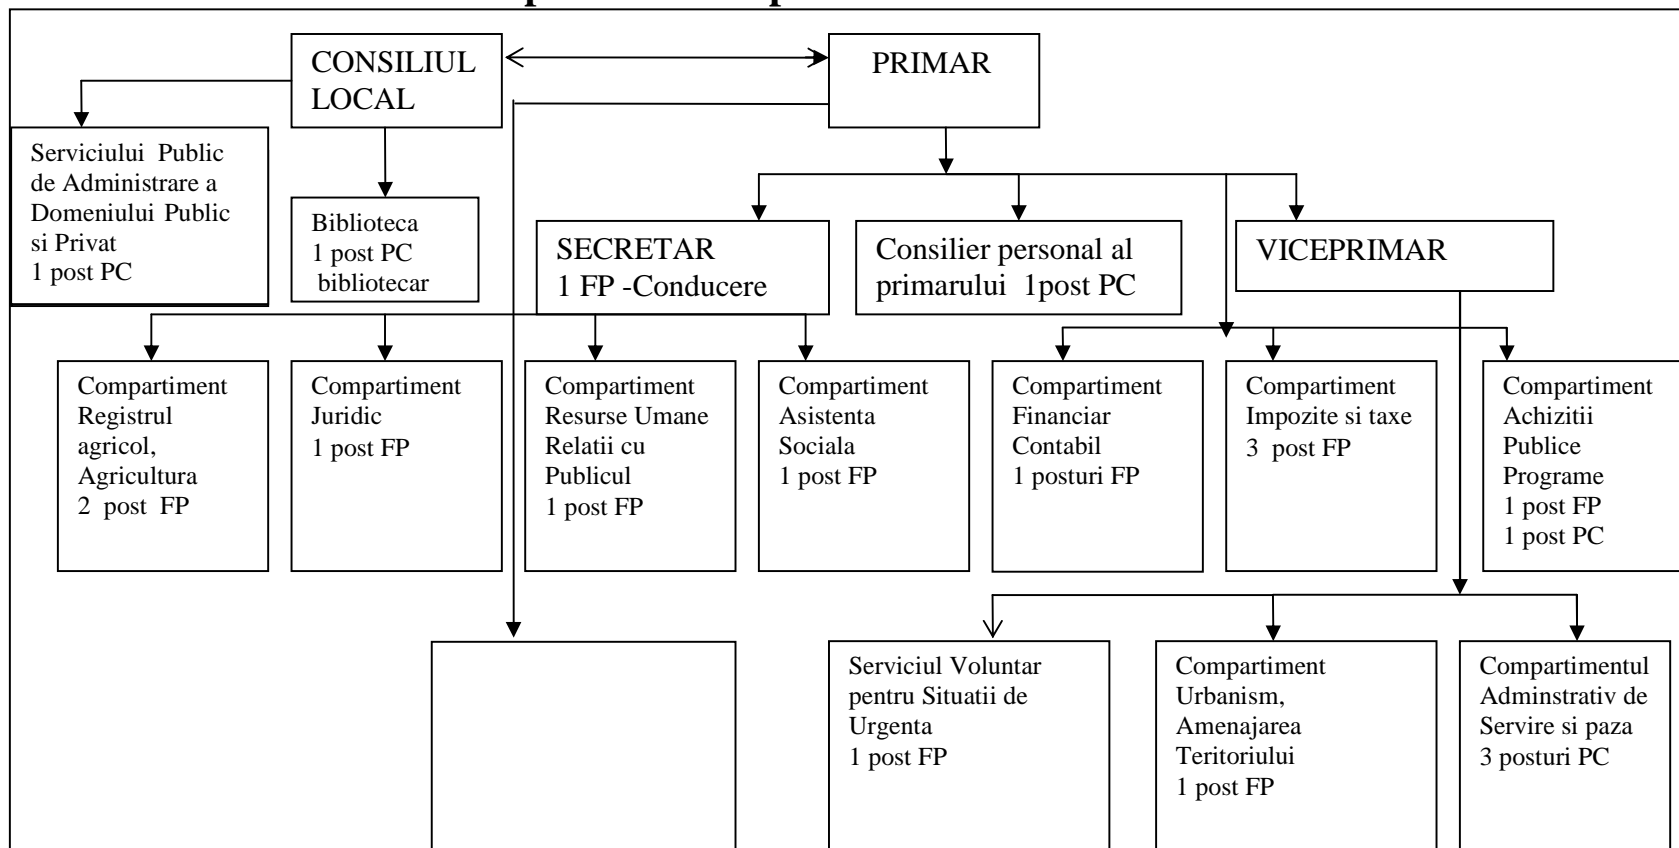 CONSILIUL
LOCAL
PRIMAR
Serviciului Public
de Administrare a
Domeniului Public
si Privat
1 post PC
Biblioteca
1 post PC
bibliotecar
SECRETAR
1 FP -Conducere
Consilier personal al
primarului 1post PC
VICEPRIMAR
Compartiment
Registrul
agricol,
Agricultura
2 post FP
Compartiment
Juridic
1 post FP
Compartiment
Resurse Umane
Relatii cu
Publicul
1 post FP
Compartiment
Asistenta
Sociala
1 post FP
Compartiment
Financiar
Contabil
1 posturi FP
Compartiment
Impozite si taxe
3 post FP
Compartiment
Achizitii
Publice
Programe
1 post FP
1 post PC
Serviciul Voluntar
pentru Situatii de
Urgenta
1 post FP
Compartiment
Urbanism,
Amenajarea
Teritoriului
1 post FP
Compartimentul
Adminstrativ de
Servire si paza
3 posturi PC